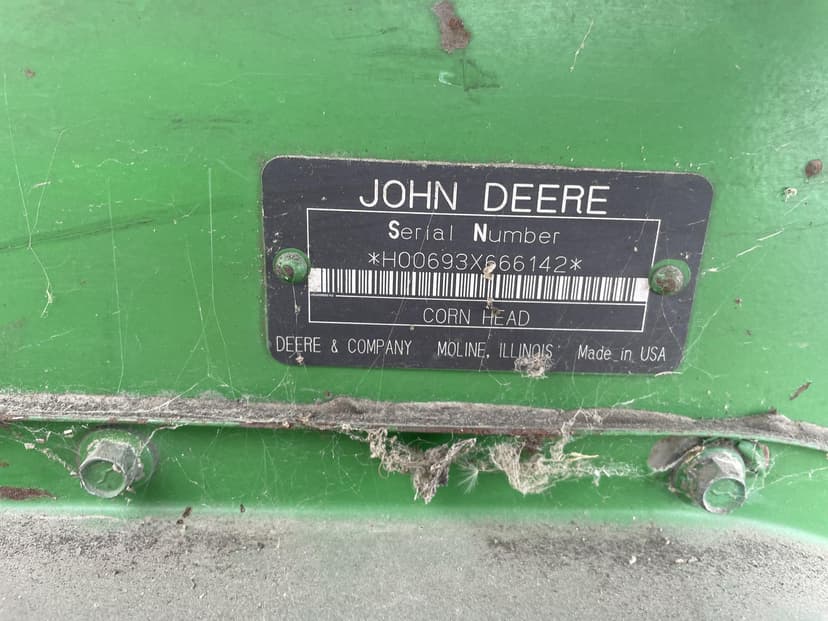 JOHN DEERE
Serial Number
*H00693X666142*
CORN HEAD
DEERE & COMPANY MOLINE, ILLINOIS Made in USA